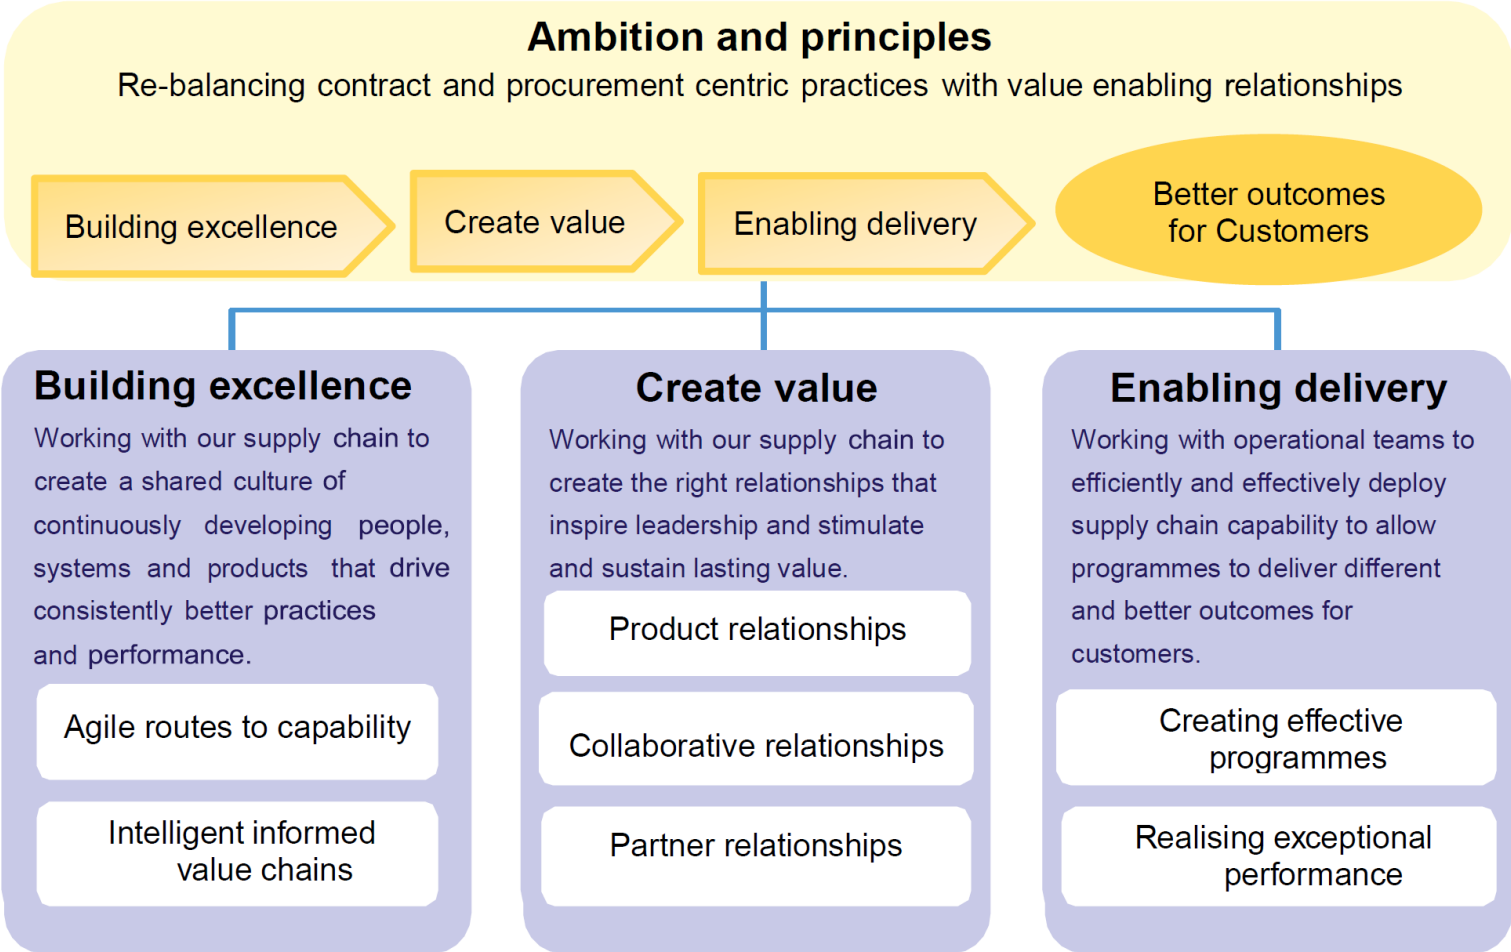 Ambition and principles
Re-balancing contract and procurement centric practices with value enabling relationships
Building excellence
Create value
Enabling delivery
Better outcomes
for Customers
Building excellence
Working with our supply chain to
create a shared culture of
continuously developing people,
systems and products that drive
consistently better practices
and performance.
Agile routes to capability
Intelligent informed
value chains
Create value
Working with our supply chain to
create the right relationships that
inspire leadership and stimulate
and sustain lasting value.
Product relationships
Collaborative relationships
Partner relationships
Enabling delivery
Working with operational teams to
efficiently and effectively deploy
supply chain capability to allow
programmes to deliver different
and better outcomes for
customers.
Creating effective
programmes
Realising exceptional
performance